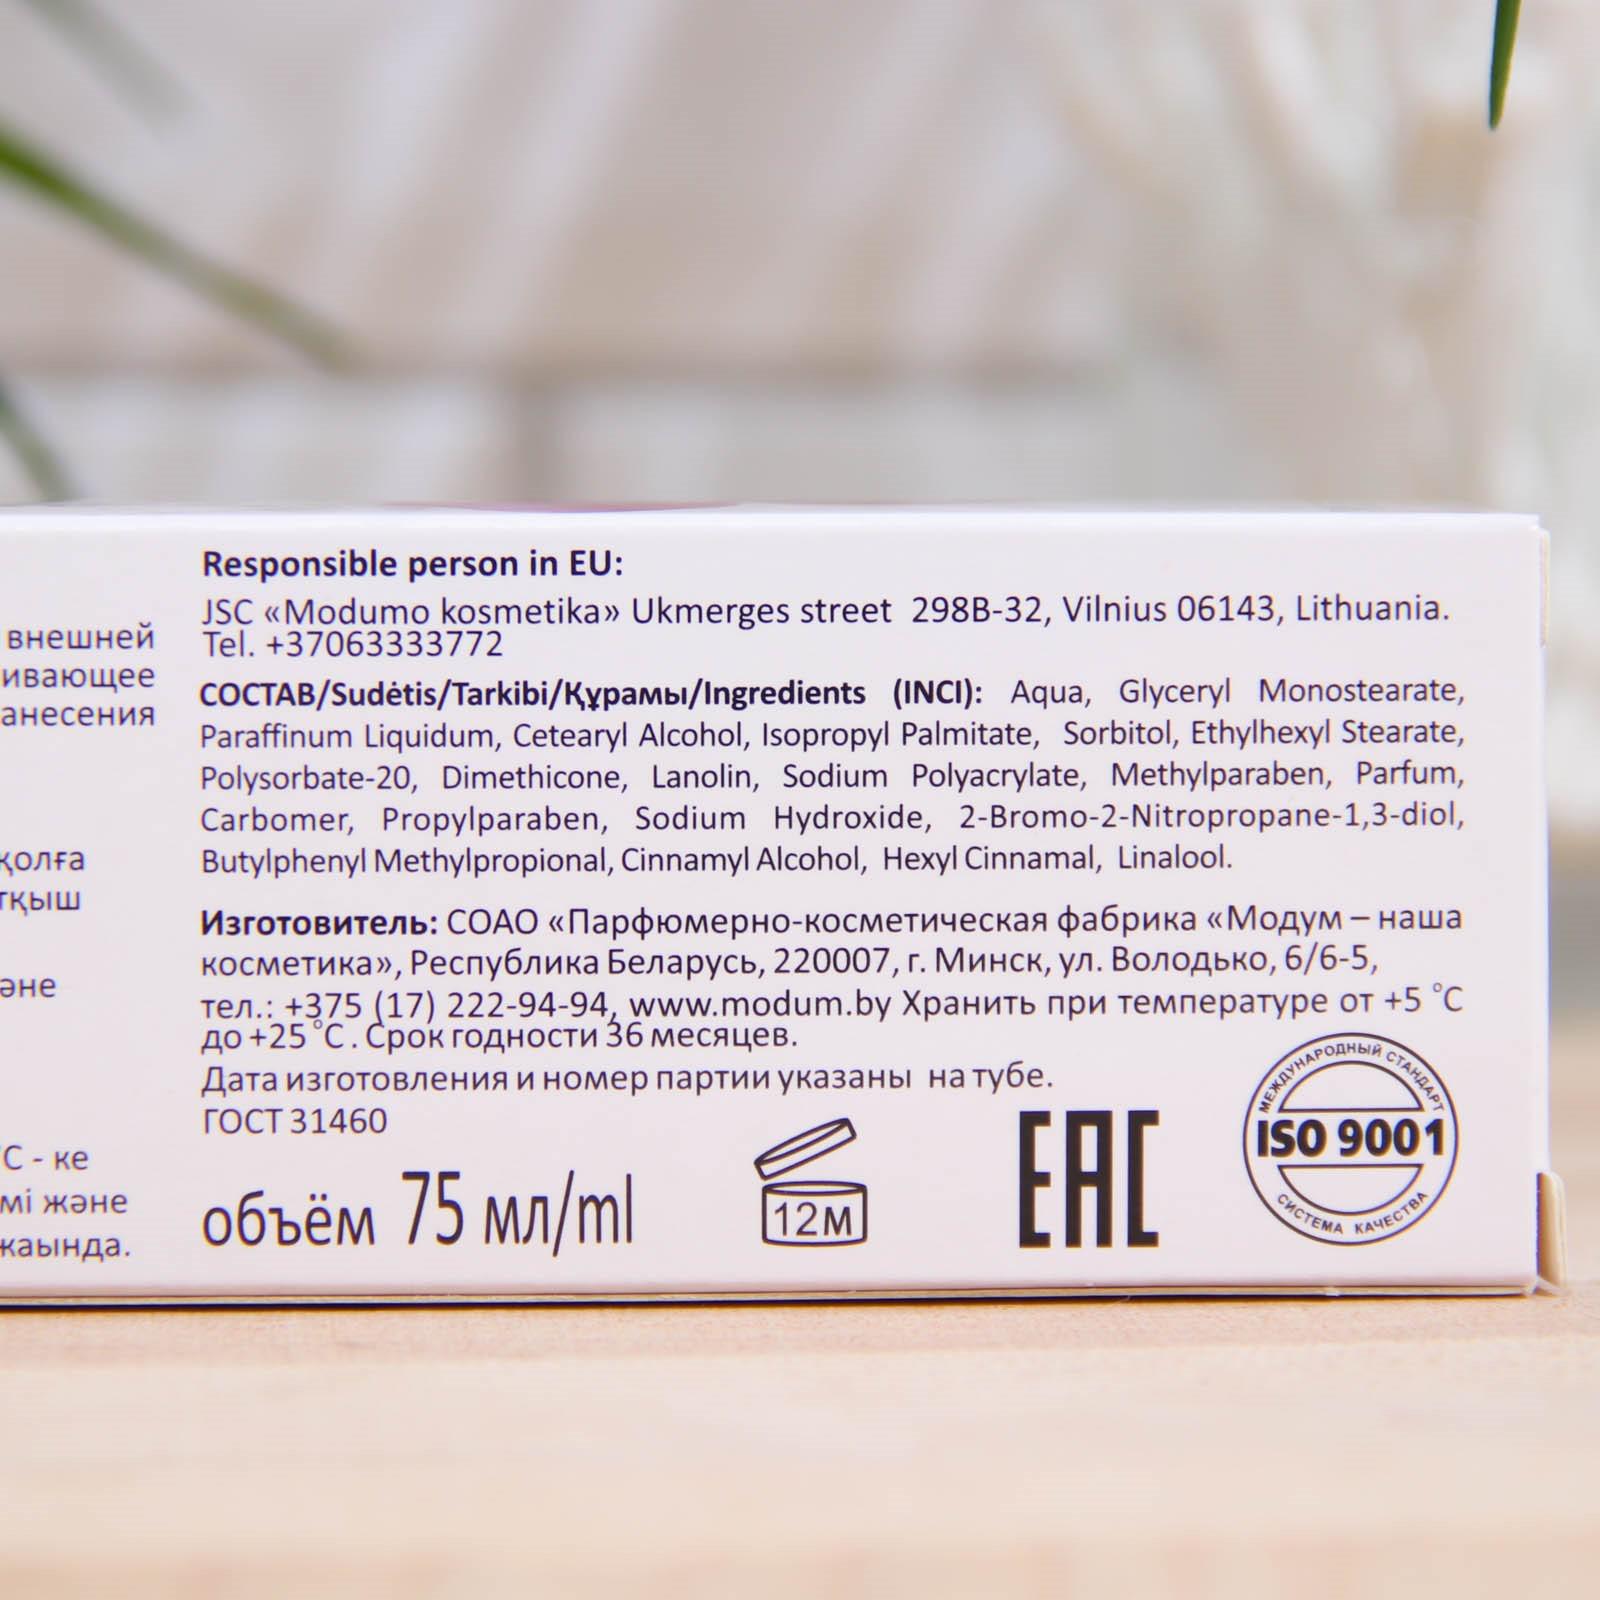 внешней
ивающее
анесения
қолға
тқыш
әне
С - ке
мі және
жаында.
Responsible person in EU:
JSC «Modumo kosmetika» Ukmerges street 298B-32, Vilnius 06143, Lithuania.
Tel. +37063333772
СОСТАВ/Sudėtis/Tarkibi/Құрамы/Ingredients (INCI): Aqua, Glyceryl Monostearate,
Paraffinum Liquidum, Cetearyl Alcohol, Isopropyl Palmitate, Sorbitol, Ethylhexyl Stearate,
Polysorbate-20, Dimethicone, Lanolin, Sodium Polyacrylate, Methylparaben, Parfum,
Carbomer, Propylparaben, Sodium Hydroxide, 2-Bromo-2-Nitropropane-1,3-diol,
Butylphenyl Methylpropional, Cinnamyl Alcohol, Hexyl Cinnamal, Linalool.
Изготовитель: СОАО «Парфюмерно-косметическая фабрика «Модум – наша
косметика», Республика Беларусь, 220007, г. Минск, ул. Володько, 6/6-5,
тел.: +375 (17) 222-94-94, www.modum.by Хранить при температуре от +5 °С
до +25 °С. Срок годности 36 месяцев.
Дата изготовления и номер партии указаны на тубе.
ГОСТ 31460
объём 75 мл/ml
12М
EAC
МЕЖДУНАРОДНЫЙ СТАНДАРТ
ISO 9001
СИСТЕМА КАЧЕСТВА